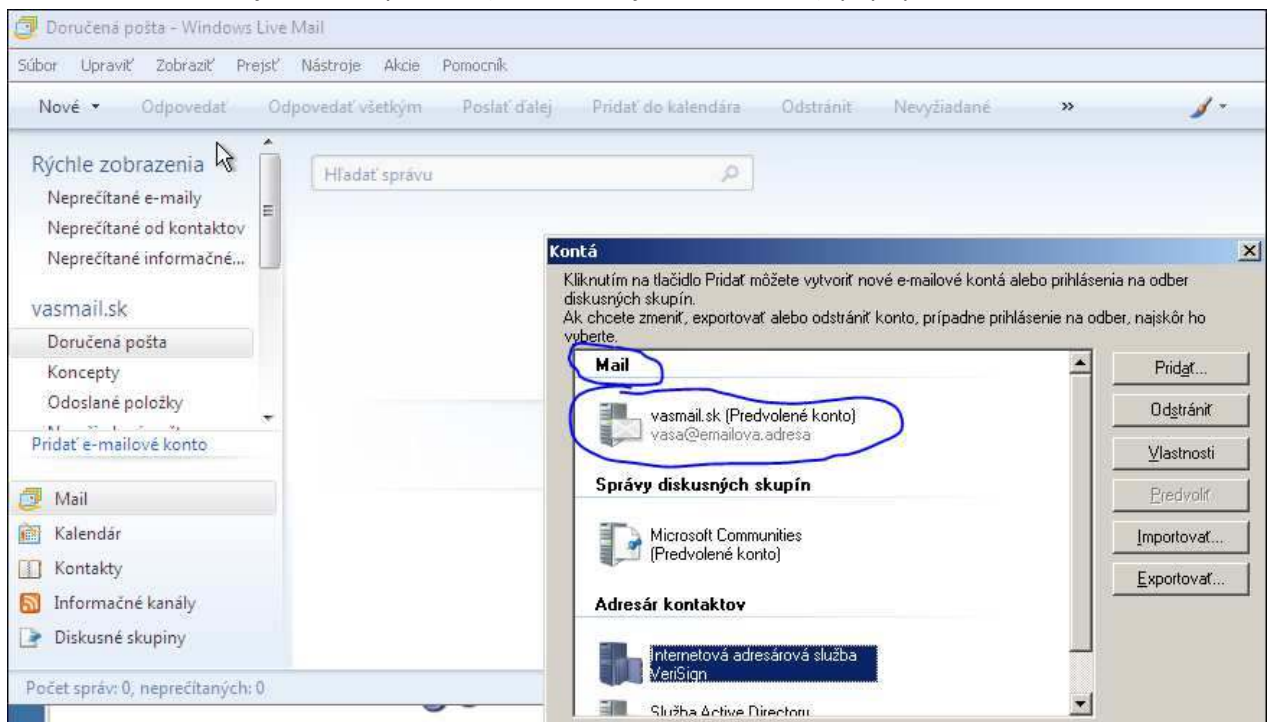 Doručená pošta - Windows Live Mail
Súbor Upraviť Zobraziť Prejsť Nástroje Akcie Pomocník
Nové Odpovedať Odpovedať všetkým Poslať ďalej Pridať do kalendára Odstrániť Nevyžiadané »
Rýchle zobrazenia
Neprečítané e-maily
Neprečítané od kontaktov
Neprečítané informačné...
vasmail.sk
Doručená pošta
Koncepty
Odoslané položky
Pridať e-mailové konto
Mail
Kalendár
Kontakty
Informačné kanály
Diskusné skupiny
Počet správ: 0, neprečítaných: 0
Hľadať správu
Kontá
Kliknutím na tlačidlo Pridať môžete vytvoriť nové e-mailové kontá alebo prihlásenia na odber
diskusných skupín.
Ak chcete zmeniť, exportovať alebo odstrániť konto, prípadne prihlásenie na odber, najskôr ho
vyberte.
Mail
vasmail.sk (Predvolené konto)
vasa@emailova.adresa
Správy diskusných skupín
Microsoft Communities
(Predvolené konto)
Adresár kontaktov
Internetová adresárová služba
VeriSign
Služba Active Directory
Pridať...
Odstrániť
Vlastnosti
Predvoliť
Importovať...
Exportovať...